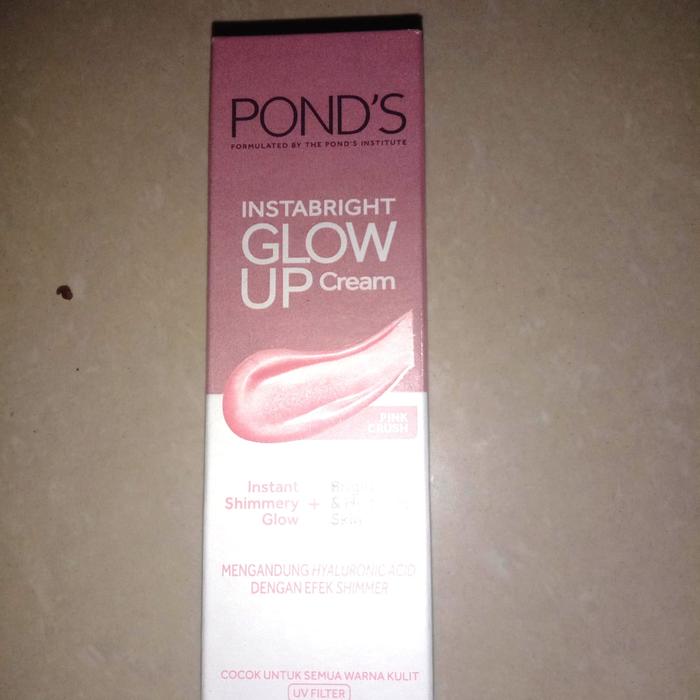 POND'S
FORMULATED BY THE POND'S INSTITUTE
INSTABRIGHT
GLOW
UP Cream
PINK
CRUSH
Instant
Shimmery +
Glow
&
Skin
MENGANDUNG HYALURONIC ACID
DENGAN EFEK SHIMMER
COCOK UNTUK SEMUA WARNA KULIT
UV FILTER